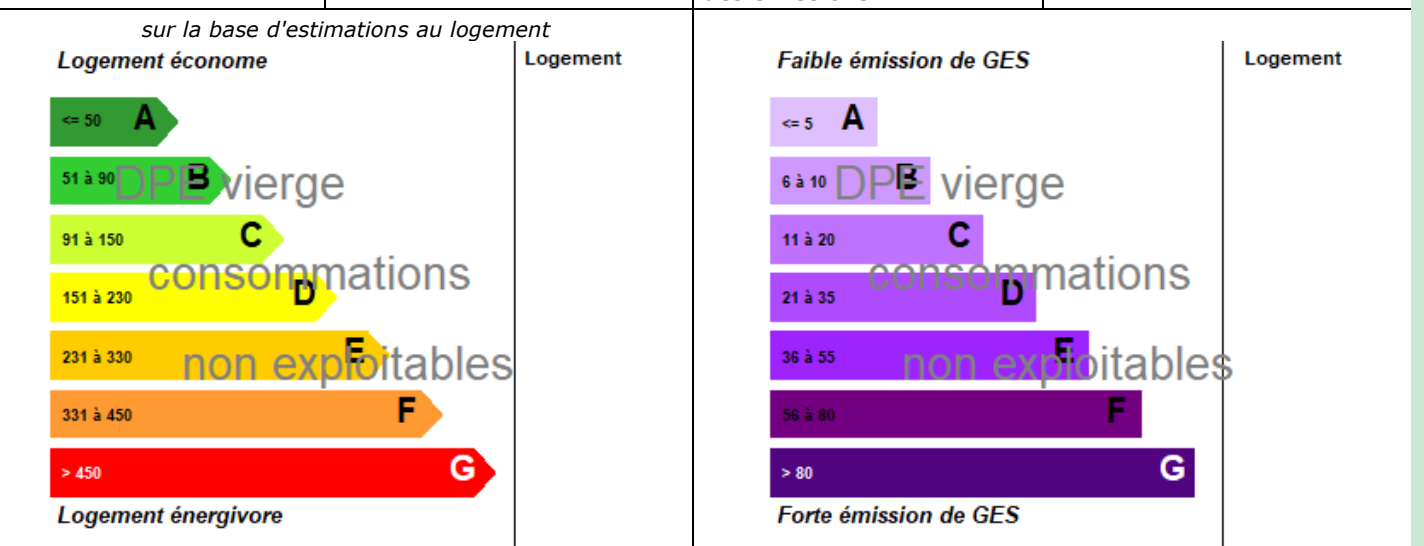 sur la base d'estimations au logement
Logement économe
Logement
<= 50 A
51 à 90 B
DPE vierge
91 à 150 C
consommations
151 à 230 D
231 à 330 E
non exploitables
331 à 450 F
> 450 G
Logement énergivore
Faible émission de GES
Logement
<= 5 A
6 à 10 B
DPE vierge
11 à 20 C
consommations
21 à 35 D
36 à 55 E
non exploitables
56 à 80 F
> 80 G
Forte émission de GES